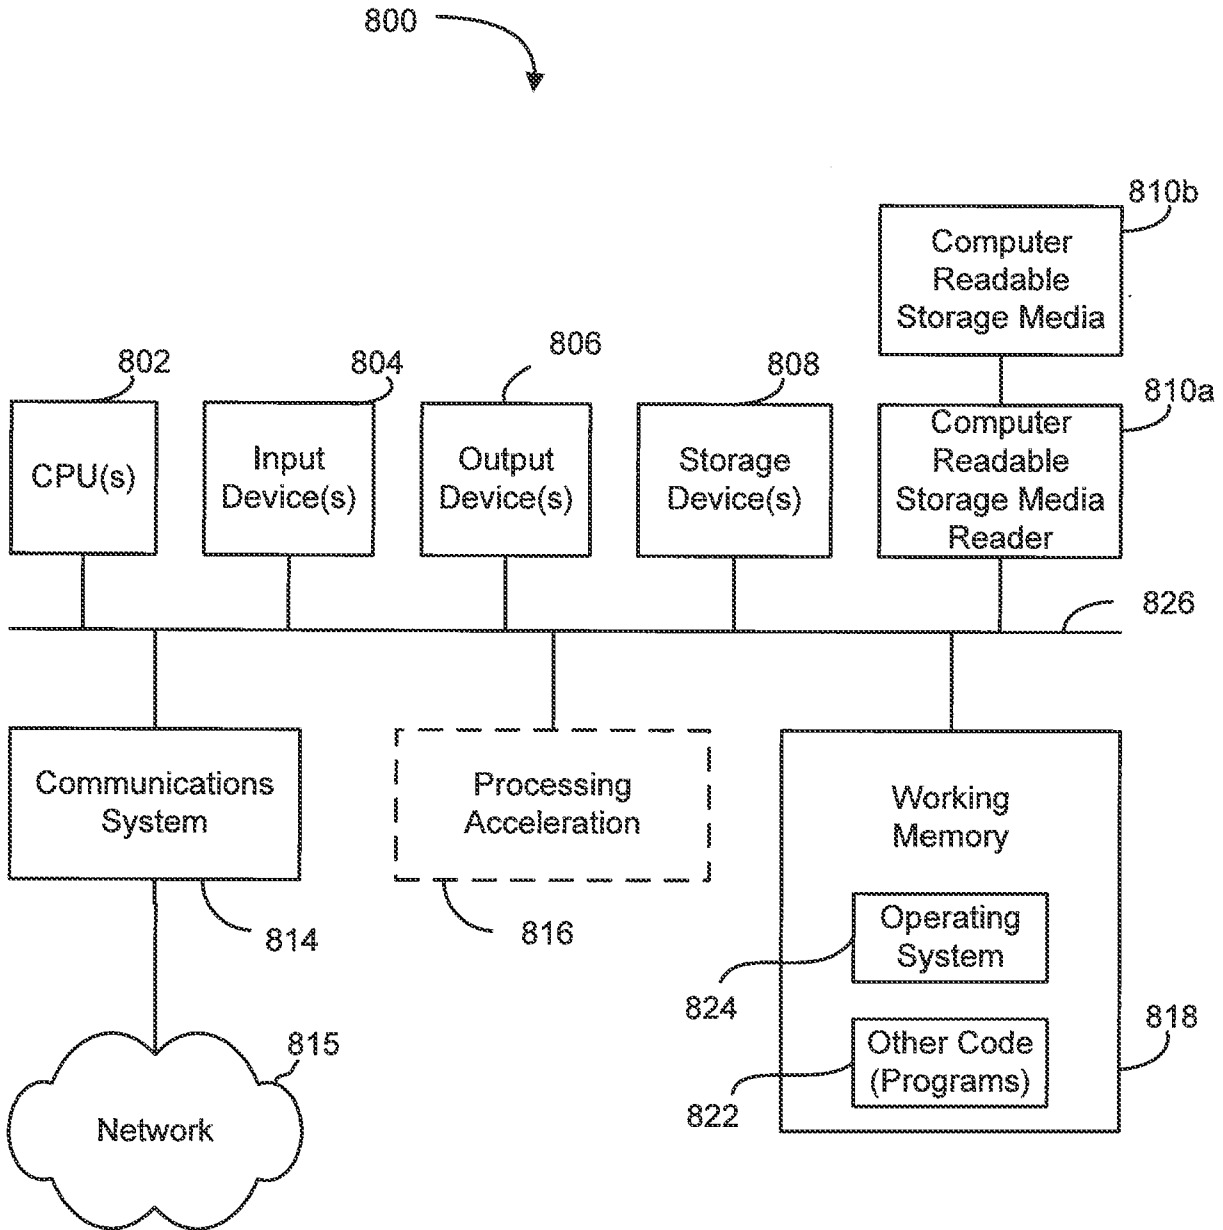 800
810b
Computer
Readable
Storage Media
802
804
806
808
810a
CPU(s)
Input
Device(s)
Output
Device(s)
Storage
Device(s)
Computer
Readable
Storage Media
Reader
826
Communications
System
Processing
Acceleration
Working
Memory
814
816
Operating
System
824
818
815
Other Code
(Programs)
822
Network